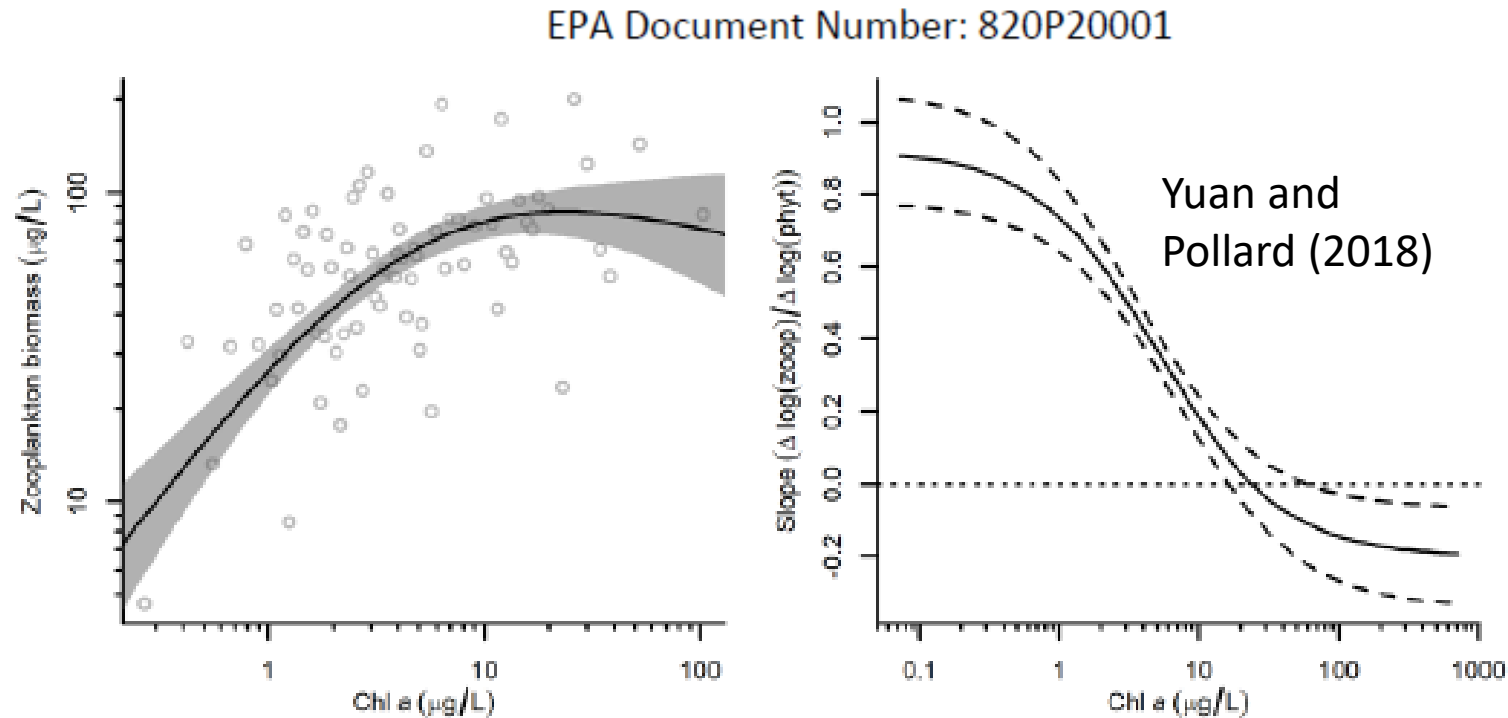 EPA Document Number: 820P20001
Zooplankton biomass (μg/L)
100
10
1
10
100
Chl a (μg/L)
Slope (Δ log(zoop)/Δ log(phyt))
1.0
0.8
0.6
0.4
0.2
0.0
-0.2
0.1
1
10
100
1000
Chl a (μg/L)
Yuan and
Pollard (2018)